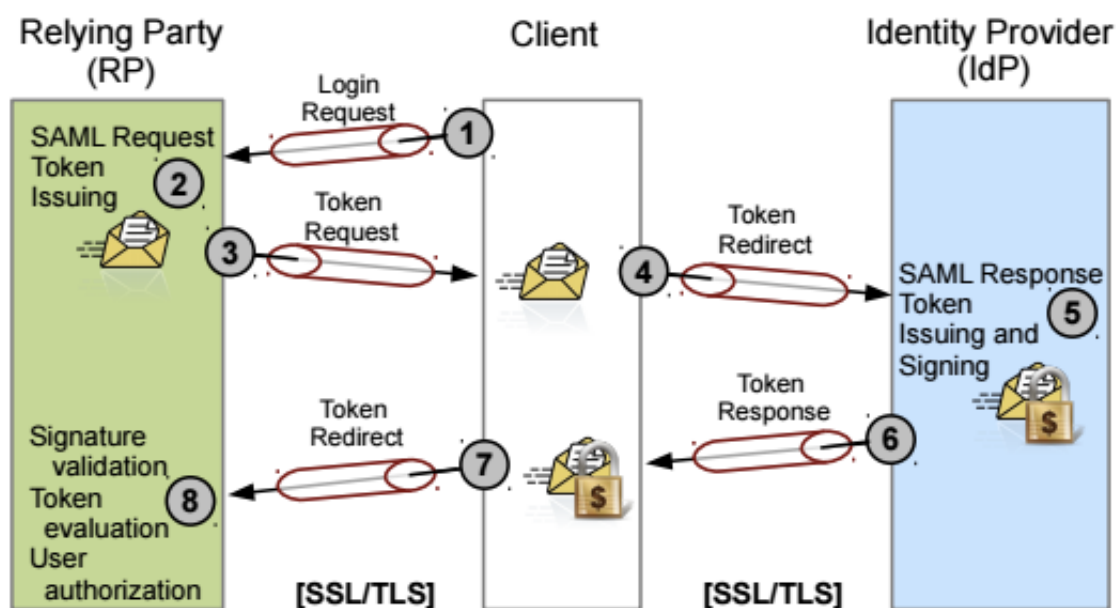 Relying Party
(RP)
Client
Identity Provider
(IdP)
Login
Request
1
SAML Request
Token
Issuing
2
Token
Request
3
Token
Redirect
4
SAML Response
Token
Issuing and
Signing
5
$
Token
Response
6
Token
Redirect
7
$
Signature
validation
Token
evaluation
User
authorization
8
[SSL/TLS]
[SSL/TLS]